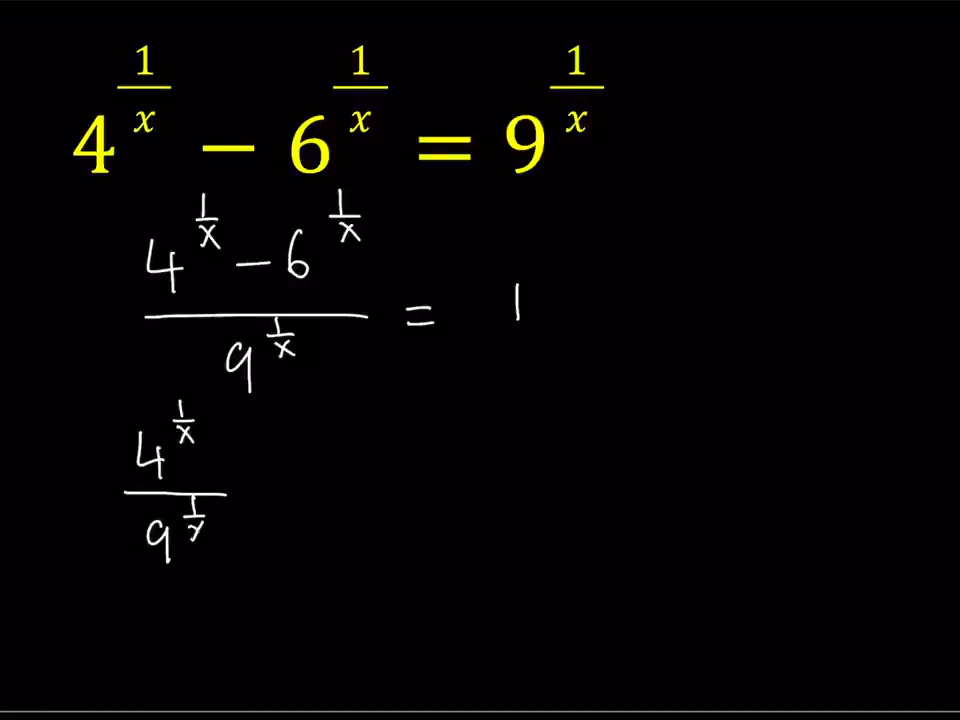 4^(1/x) − 6^(1/x) = 9^(1/x)
(4^(1/x) − 6^(1/x)) / 9^(1/x) = 1
4^(1/x) / 9^(1/x)